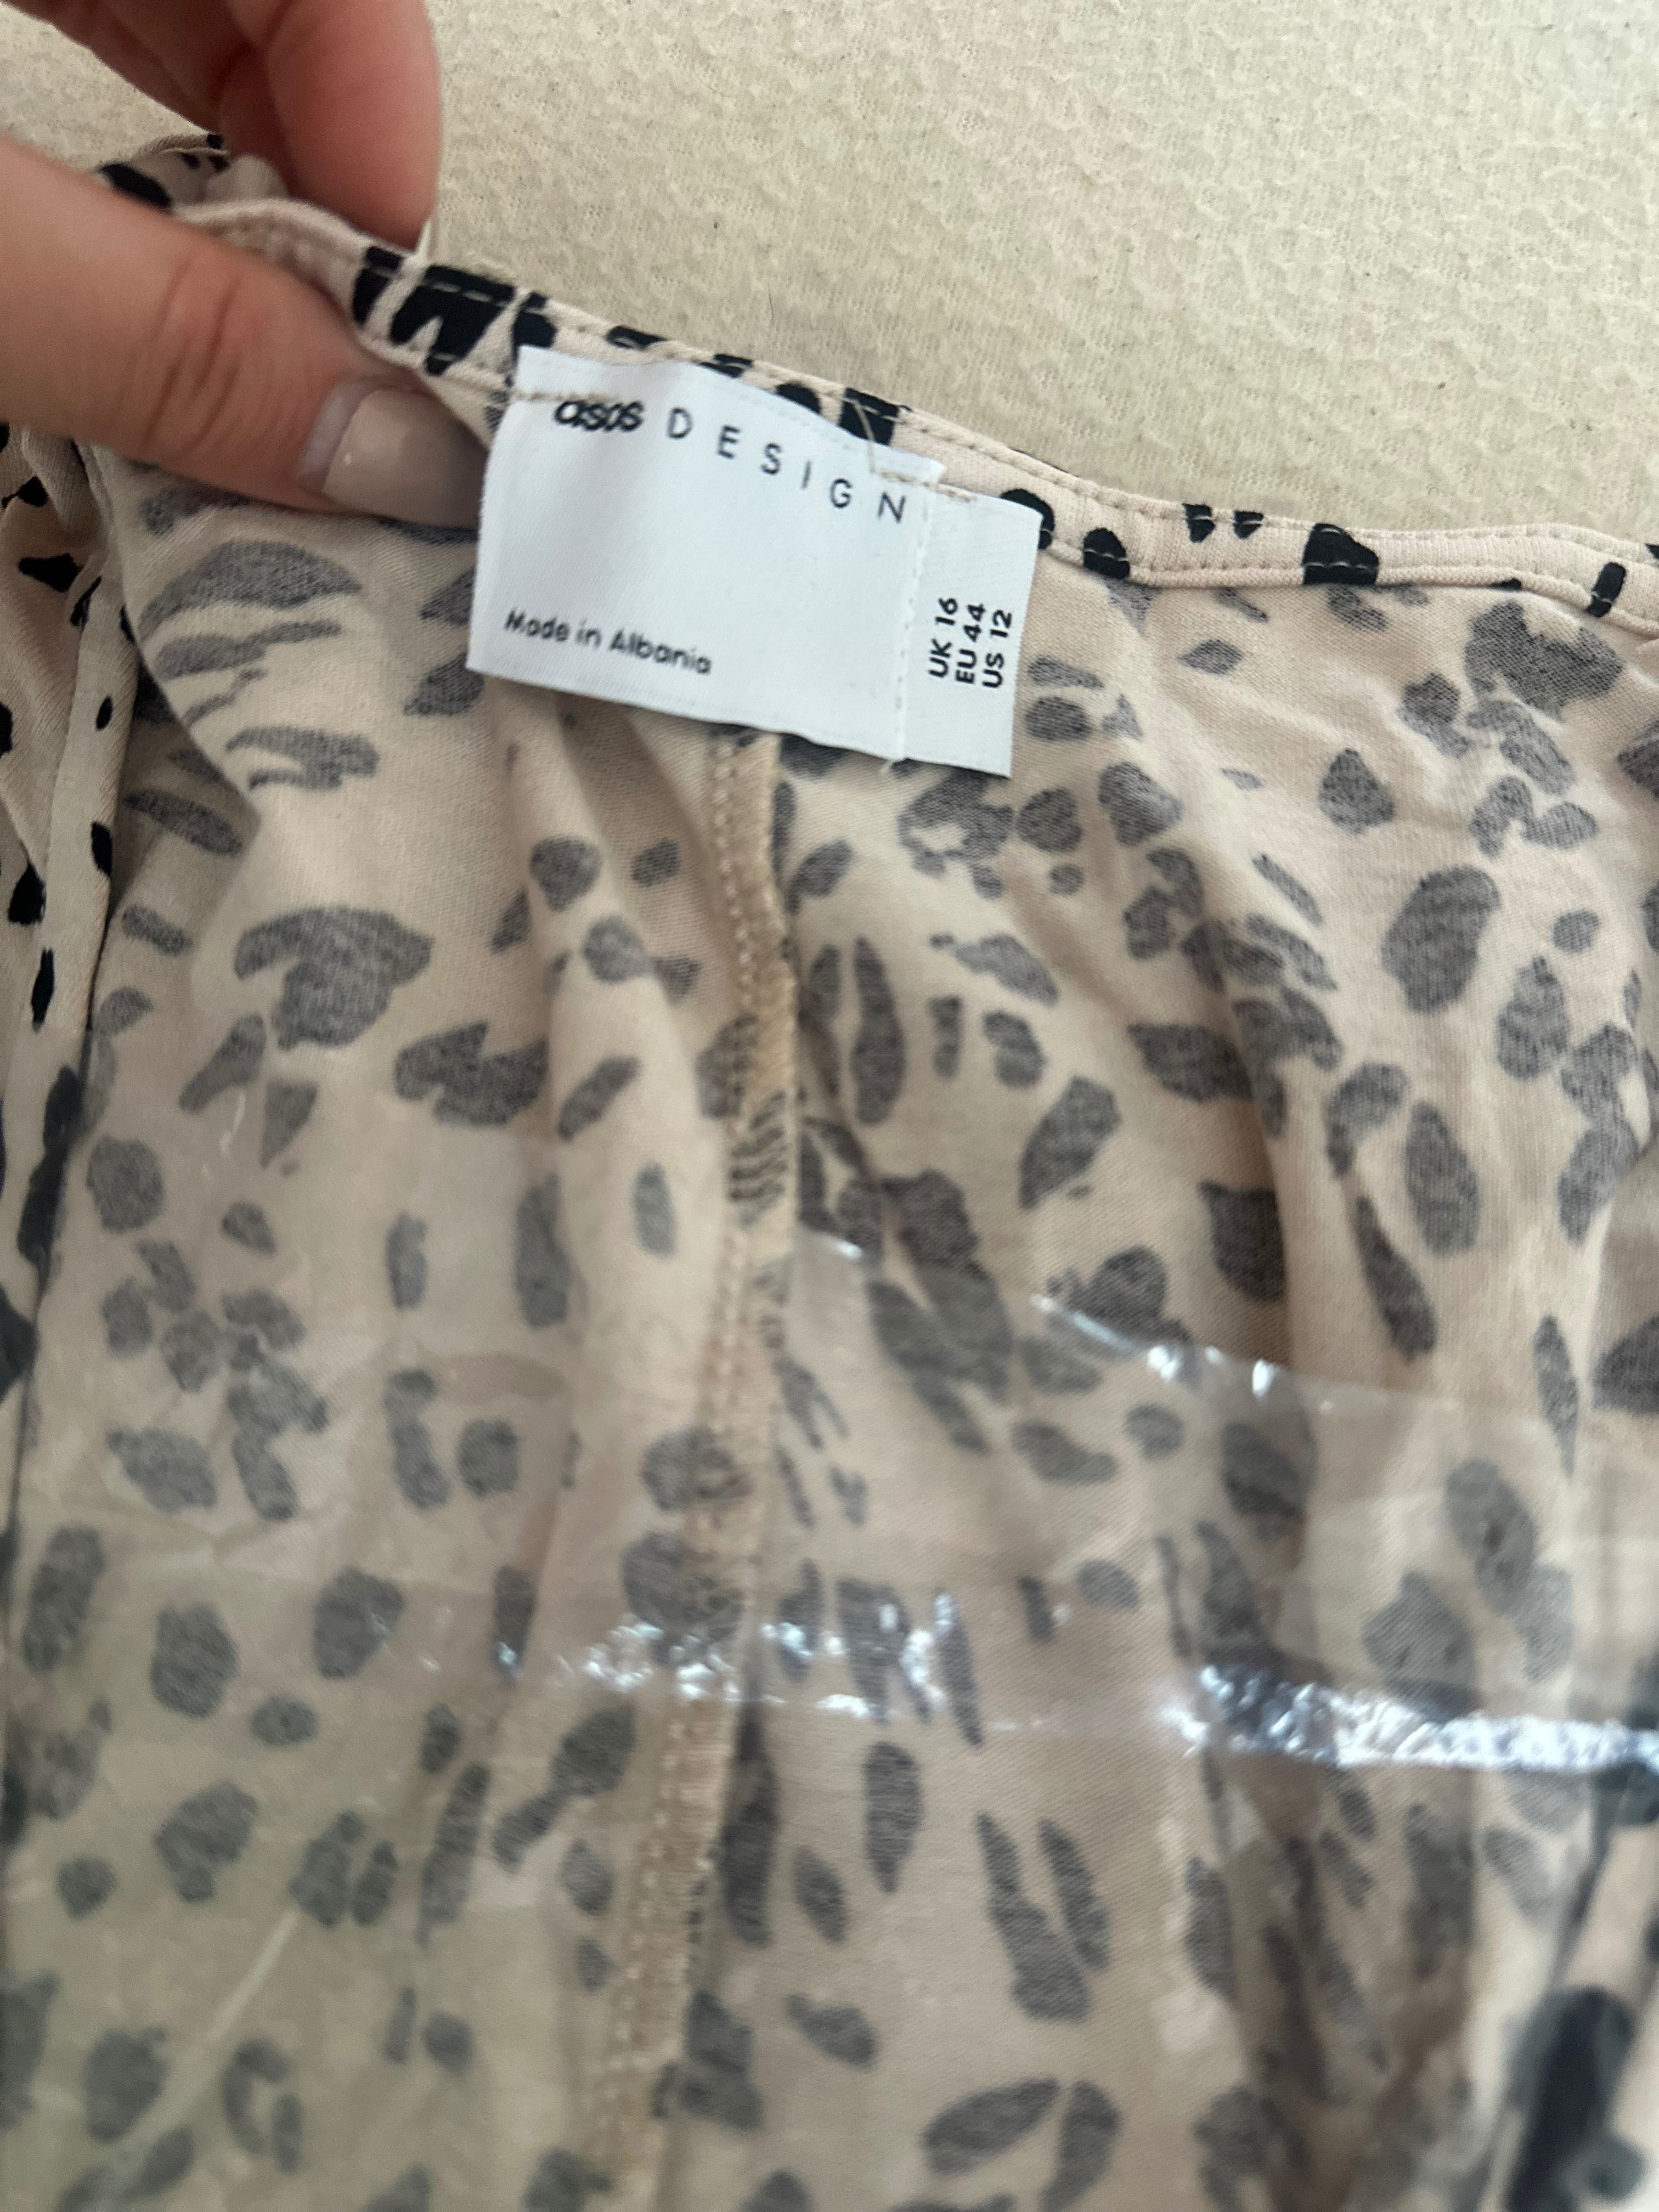 asos DESIGN
Made in Albania
UK 16
EU 44
US 12